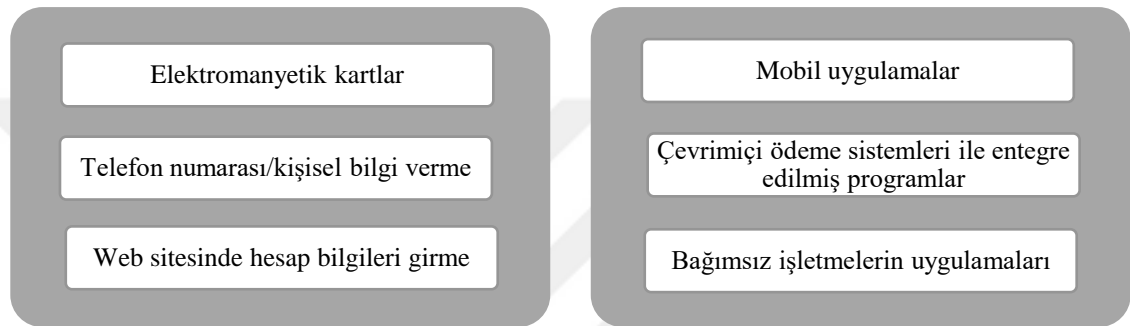 Elektromanyetik kartlar
Telefon numarası/kişisel bilgi verme
Web sitesinde hesap bilgileri girme
Mobil uygulamalar
Çevrimiçi ödeme sistemleri ile entegre
edilmiş programlar
Bağımsız işletmelerin uygulamaları